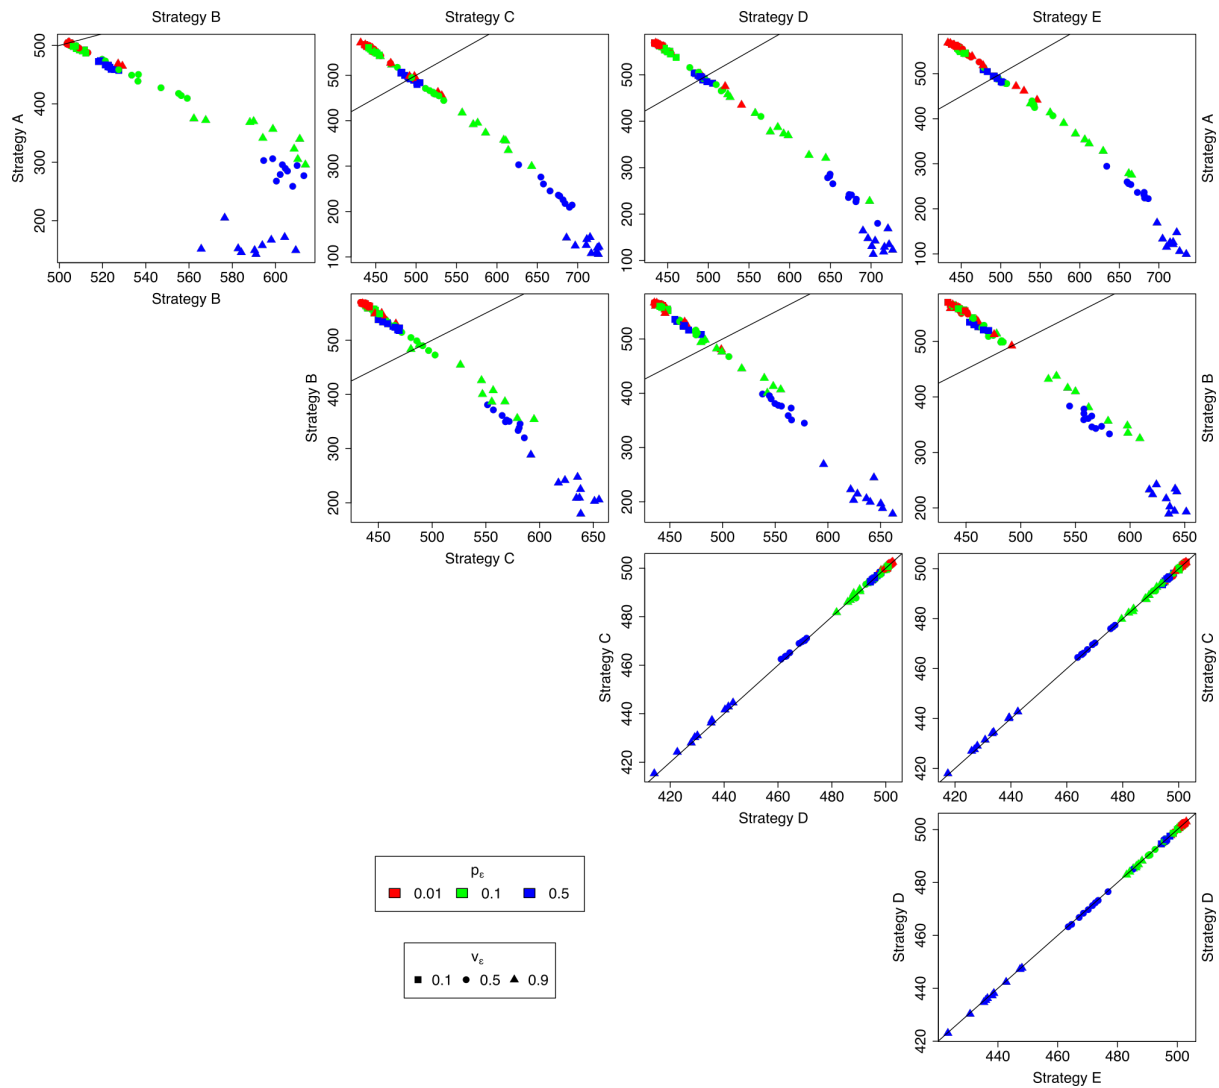 Strategy B
Strategy C
Strategy D
Strategy E
Strategy A
200 300 400 500
500 520 540 560 580 600
Strategy B
100 200 300 400 500
450 500 550 600 650 700
100 200 300 400 500
450 500 550 600 650 700
100 200 300 400 500
450 500 550 600 650 700
Strategy A
Strategy B
200 300 400 500
450 500 550 600 650
Strategy C
200 300 400 500
450 500 550 600 650
200 300 400 500
450 500 550 600 650
Strategy B
Strategy C
420 440 460 480 500
420 440 460 480 500
Strategy D
420 440 460 480 500
420 440 460 480 500
Strategy C
Strategy D
420 440 460 480 500
440 460 480 500
Strategy E
Strategy D
pε
0.01 0.1 0.5
vε
0.1 0.5 0.9